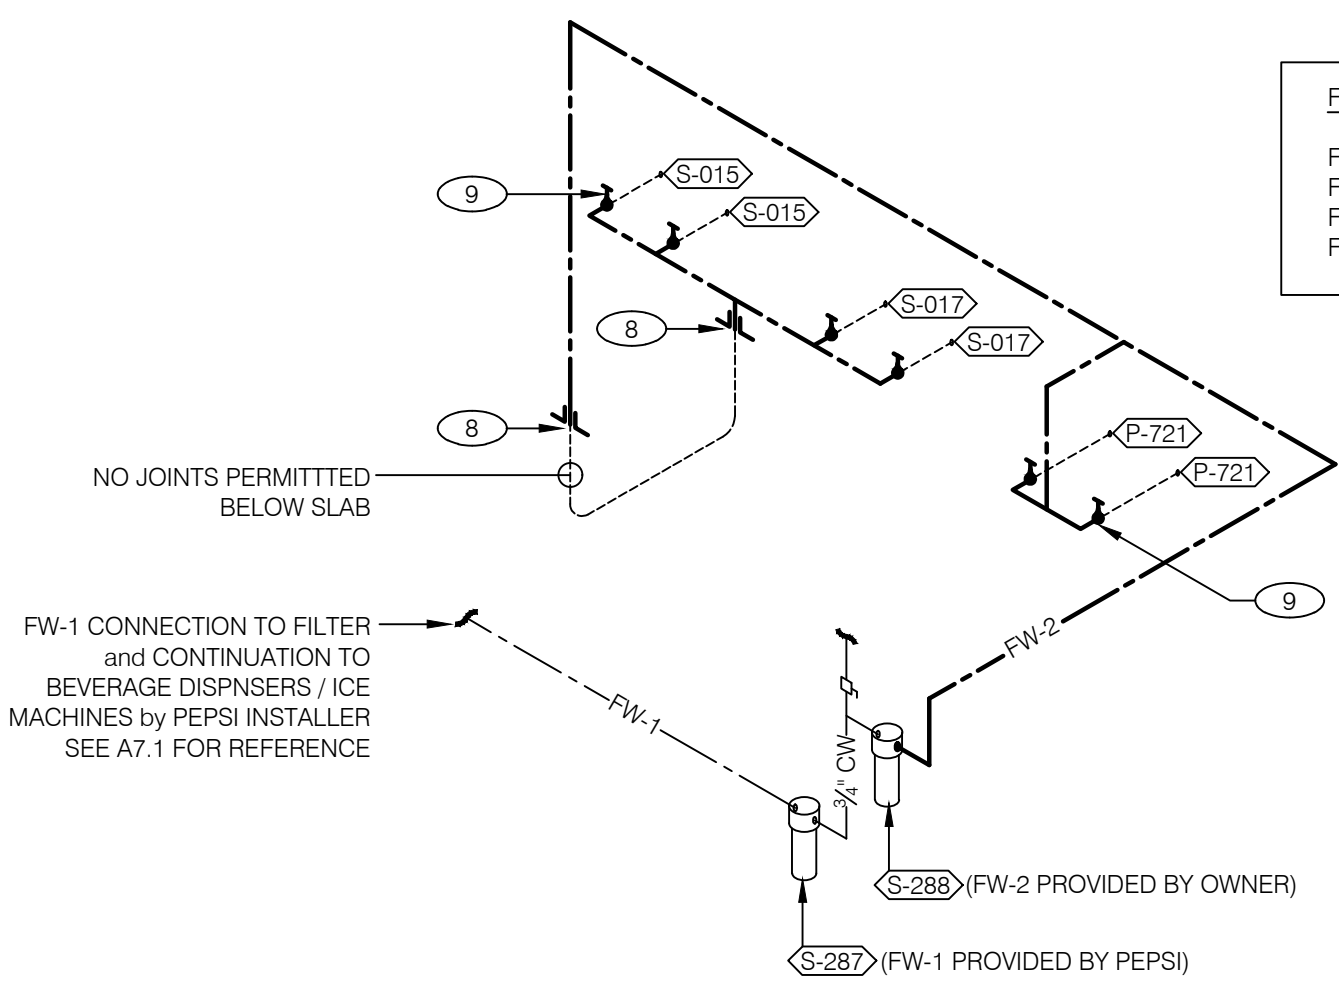 F
F
F
F
F
S-015
9
S-015
S-017
8
S-017
8
P-721
P-721
NO JOINTS PERMITTTED
BELOW SLAB
9
FW-1 CONNECTION TO FILTER
and CONTINUATION TO
BEVERAGE DISPNSERS / ICE
MACHINES by PEPSI INSTALLER
SEE A7.1 FOR REFERENCE
FW-2
FW-1
3/4" CW
S-288 (FW-2 PROVIDED BY OWNER)
S-287 (FW-1 PROVIDED BY PEPSI)